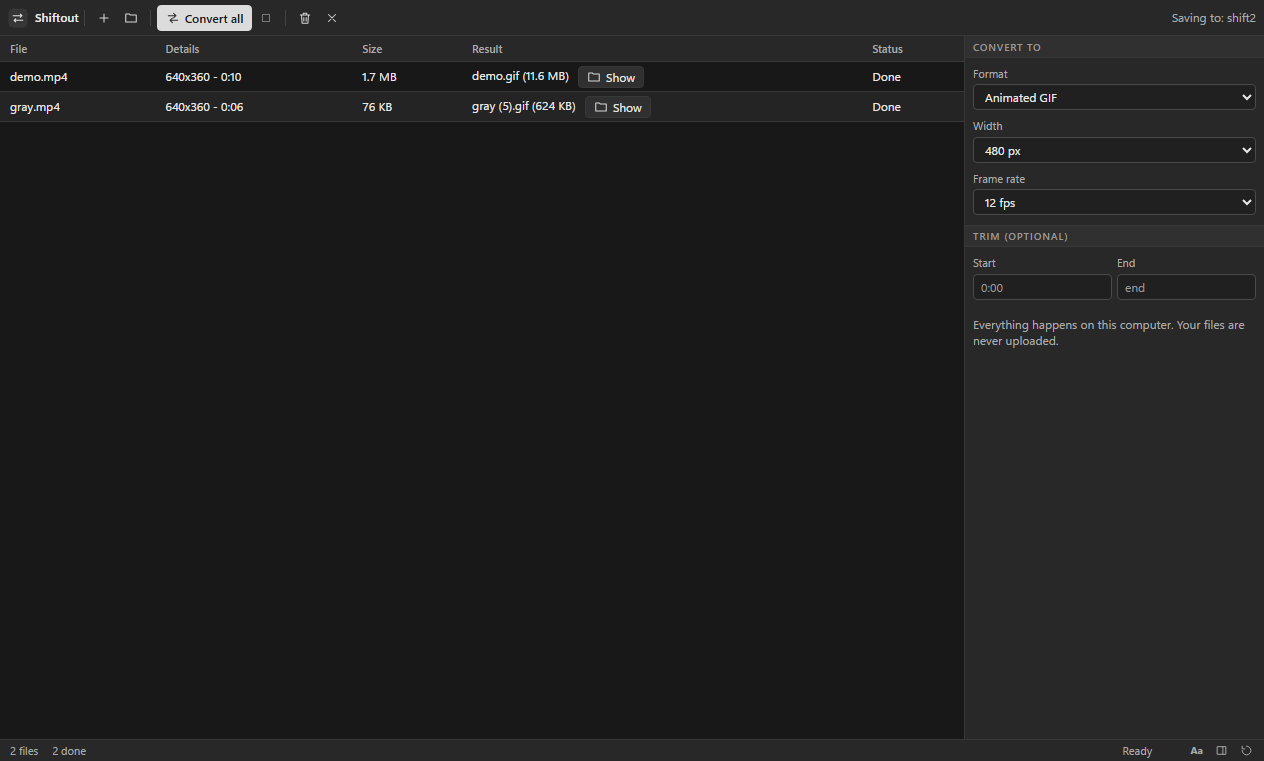 Shiftout Convert all Saving to: shift2
File Details Size Result Status
demo.mp4 640x360 - 0:10 1.7 MB demo.gif (11.6 MB) Show Done
gray.mp4 640x360 - 0:06 76 KB gray (5).gif (624 KB) Show Done
CONVERT TO
Format
Animated GIF
Width
480 px
Frame rate
12 fps
TRIM (OPTIONAL)
Start End
0:00 end
Everything happens on this computer. Your files are
never uploaded.
2 files 2 done Ready Aa